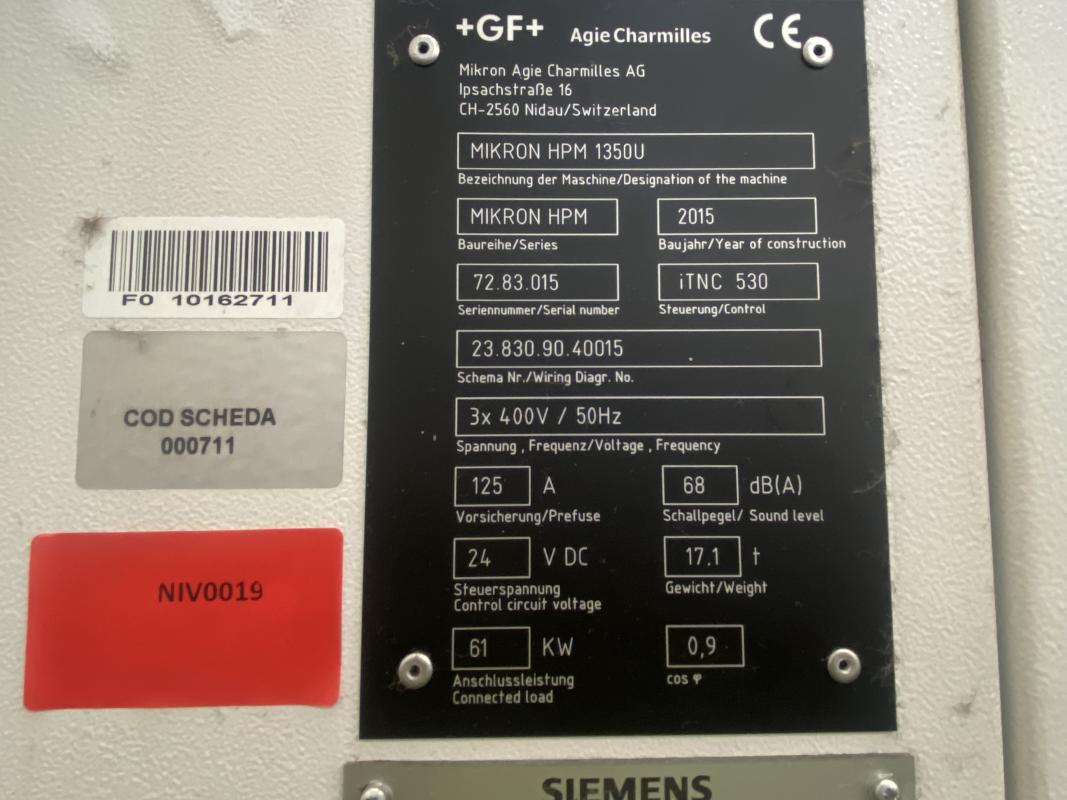 +GF+ Agie Charmilles CE
Mikron Agie Charmilles AG
Ipsachstraße 16
CH-2560 Nidau/Switzerland
MIKRON HPM 1350U
Bezeichnung der Maschine/Designation of the machine
MIKRON HPM 2015
Baureihe/Series Baujahr/Year of construction
72.83.015 iTNC 530
Seriennummer/Serial number Steuerung/Control
23.830.90.40015
Schema Nr./Wiring Diagr. No.
3x 400V / 50Hz
Spannung , Frequenz/Voltage , Frequency
125 A 68 dB(A)
Vorsicherung/Prefuse Schallpegel/ Sound level
24 V DC 17.1 t
Steuerspannung Gewicht/Weight
Control circuit voltage
61 KW 0,9
Anschlussleistung cos φ
Connected load
FO 10162711
COD SCHEDA
000711
NIV0019
SIEMENS